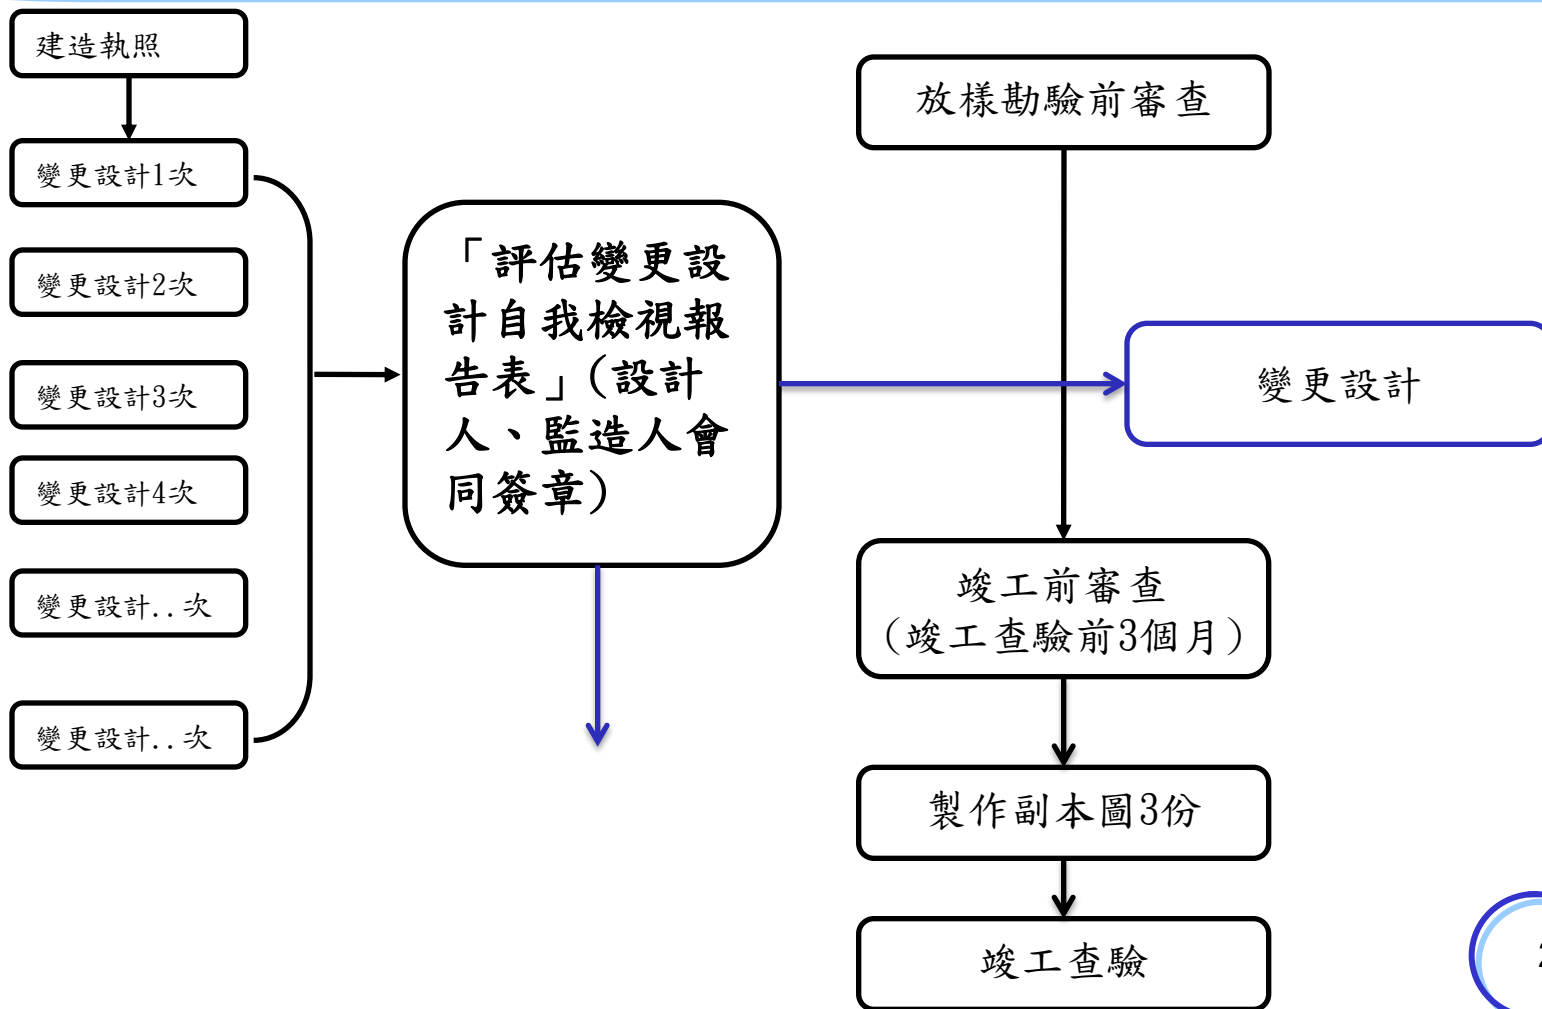 建造執照
變更設計1次
變更設計2次
變更設計3次
變更設計4次
變更設計..次
變更設計..次
「評估變更設
計自我檢視報
告表」(設計
人、監造人會
同簽章)
放樣勘驗前審查
變更設計
竣工前審查
(竣工查驗前3個月)
製作副本圖3份
竣工查驗